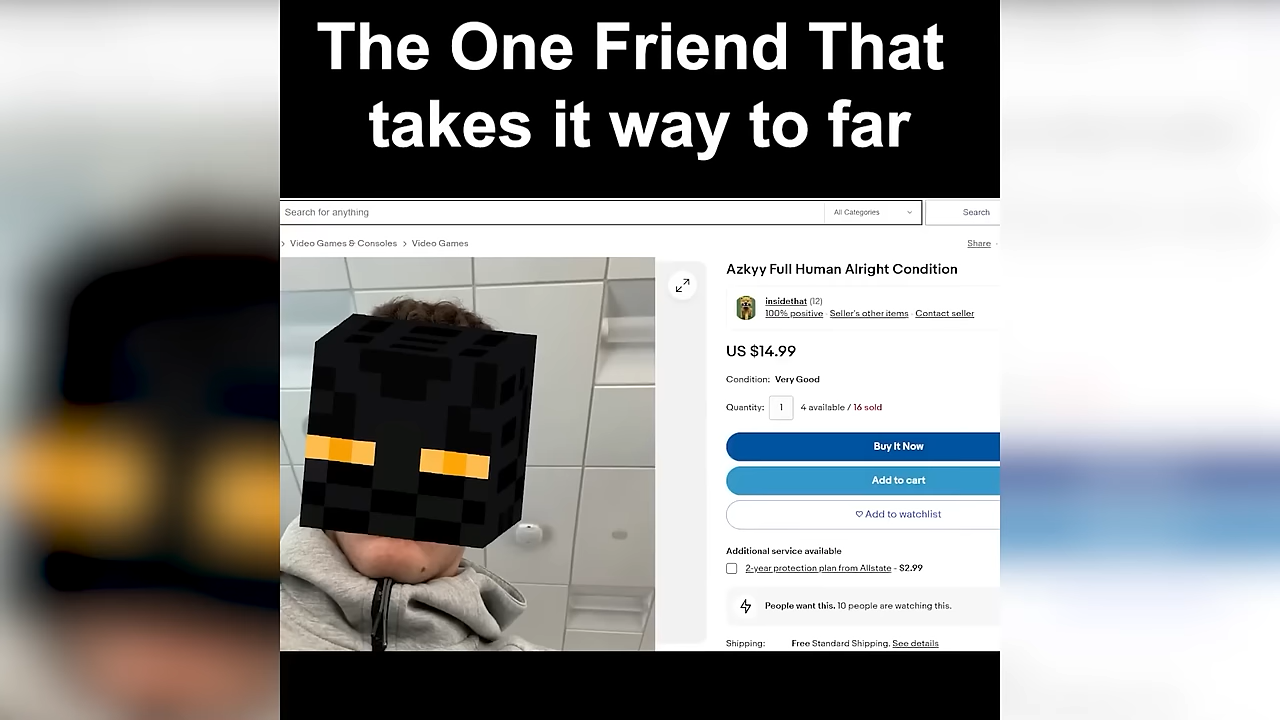 The One Friend That
takes it way to far
Search for anything
All Categories
Search
Video Games & Consoles > Video Games
Share
Azkyy Full Human Alright Condition
insidethat (12)
100% positive · Seller's other items · Contact seller
US $14.99
Condition: Very Good
Quantity: 1 4 available / 16 sold
Buy It Now
Add to cart
Add to watchlist
Additional service available
2-year protection plan from Allstate - $2.99
People want this. 10 people are watching this.
Shipping: Free Standard Shipping. See details